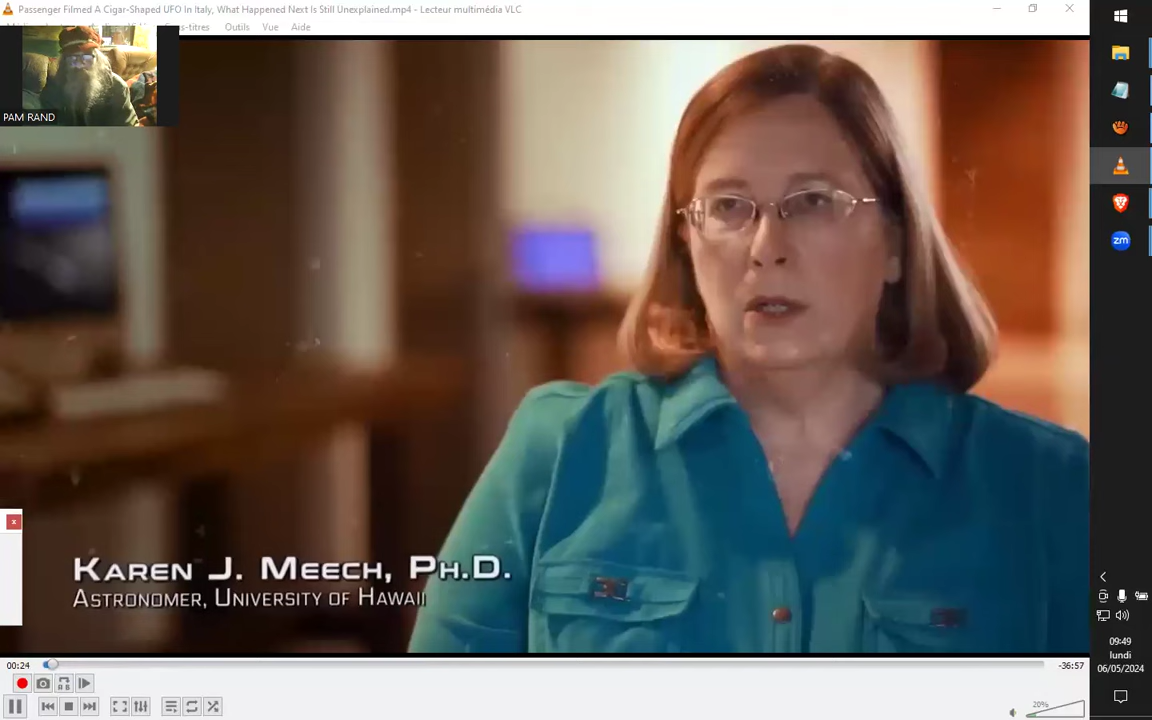 Passenger Filmed A Cigar-Shaped UFO In Italy, What Happened Next Is Still Unexplained.mp4 - Lecteur multimédia VLC
Outils Vue Aide
PAM RAND
KAREN J. MEECH, PH.D.
ASTRONOMER, UNIVERSITY OF HAWAII
zm
00:24
-36:57
20%
09:49
lundi
06/05/2024